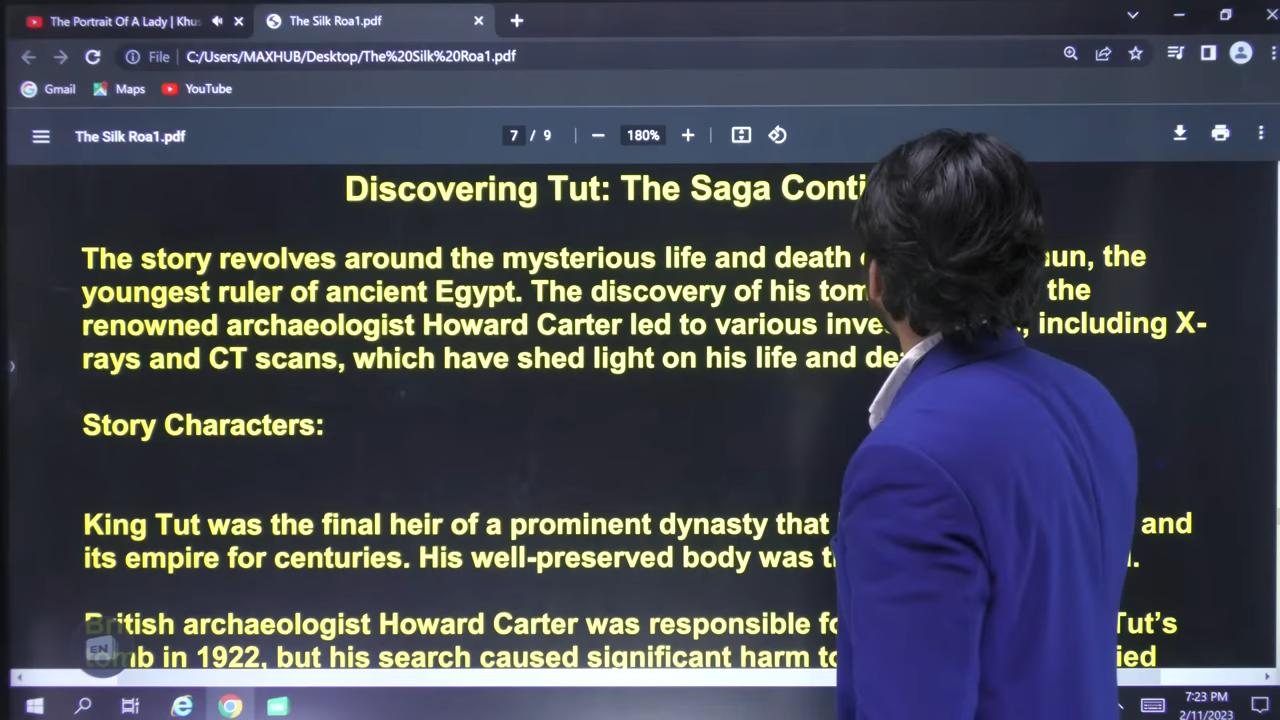 The Portrait Of A Lady | Khus
The Silk Roa1.pdf
File C:/Users/MAXHUB/Desktop/The%20Silk%20Roa1.pdf
Gmail Maps YouTube
The Silk Roa1.pdf 7 / 9 180%
Discovering Tut: The Saga Conti
The story revolves around the mysterious life and death un, the
youngest ruler of ancient Egypt. The discovery of his tom the
renowned archaeologist Howard Carter led to various inve , including X-
rays and CT scans, which have shed light on his life and de
Story Characters:
King Tut was the final heir of a prominent dynasty that and
its empire for centuries. His well-preserved body was t
British archaeologist Howard Carter was responsible fo Tut's
tomb in 1922, but his search caused significant harm to ied
EN
7:23 PM
2/11/2023